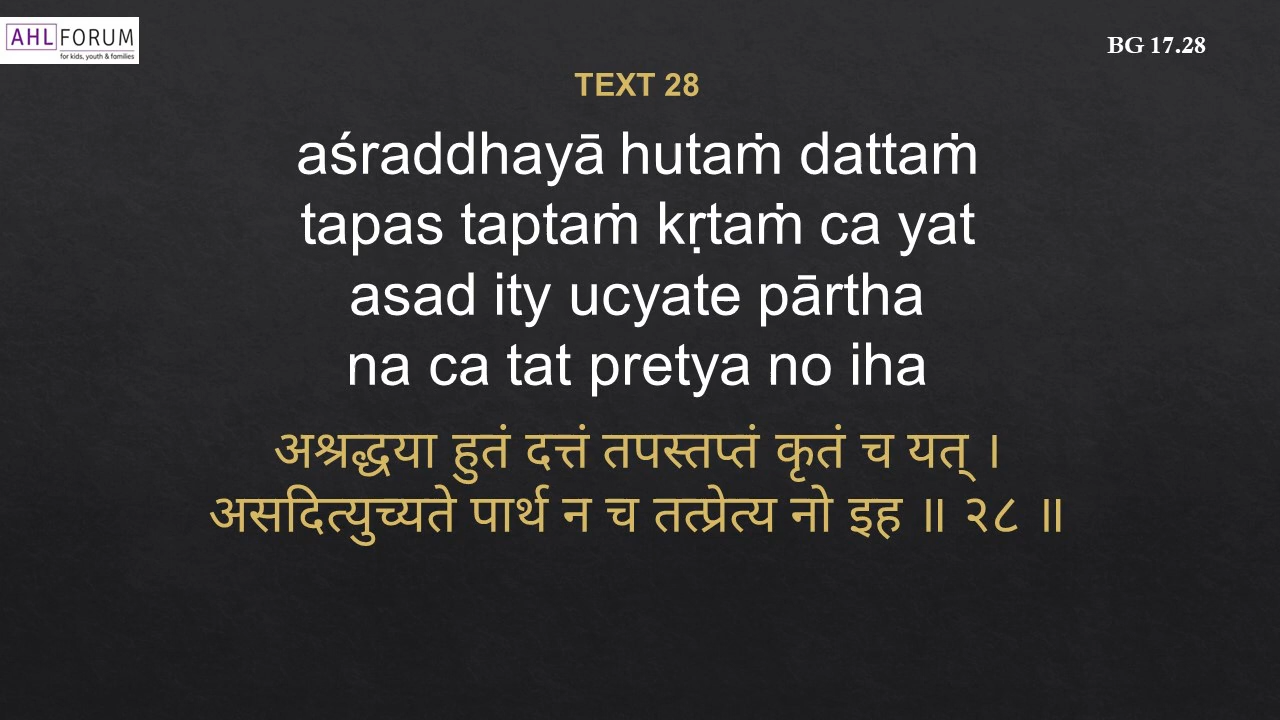 AHL FORUM
for kids, youth & families
BG 17.28
TEXT 28
aśraddhayā hutaṁ dattaṁ
tapas taptaṁ kṛtaṁ ca yat
asad ity ucyate pārtha
na ca tat pretya no iha
अश्रद्धया हुतं दत्तं तपस्तप्तं कृतं च यत् ।
असदित्युच्यते पार्थ न च तत्प्रेत्य नो इह ॥ २८ ॥